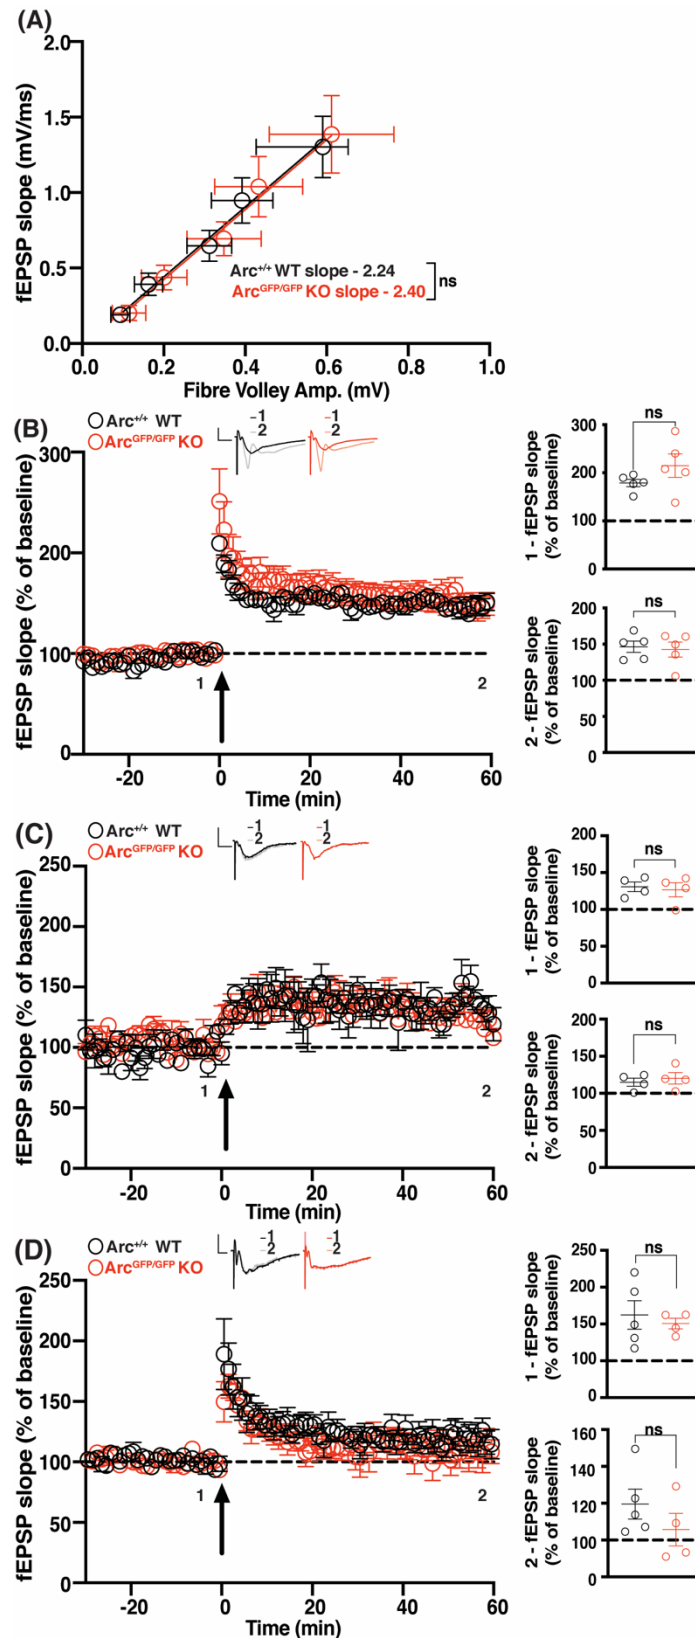 (A)
2.0
1.5
1.0
0.5
0
fEPSP slope (mV/ms)
Arc+/+ WT slope - 2.24
ArcGFP/GFP KO slope - 2.40
ns
0.0 0.2 0.4 0.6 0.8 1.0
Fibre Volley Amp. (mV)
(B)
Arc+/+ WT
ArcGFP/GFP KO
-1
-2
-1
-2
300
200
100
0
fEPSP slope (% of baseline)
1
2
-20 0 20 40 60
Time (min)
ns
300
200
100
0
1 - fEPSP slope
(% of baseline)
ns
200
150
100
50
0
2 - fEPSP slope
(% of baseline)
(C)
Arc+/+ WT
ArcGFP/GFP KO
-1
-2
-1
-2
250
200
150
100
50
0
fEPSP slope (% of baseline)
1
2
-20 0 20 40 60
Time (min)
ns
200
150
100
50
0
1 - fEPSP slope
(% of baseline)
ns
200
150
100
50
0
2 - fEPSP slope
(% of baseline)
(D)
Arc+/+ WT
ArcGFP/GFP KO
-1
-2
-1
-2
250
200
150
100
50
0
fEPSP slope (% of baseline)
1
2
-20 0 20 40 60
Time (min)
ns
250
200
150
100
0
1 - fEPSP slope
(% of baseline)
ns
160
140
120
100
0
2 - fEPSP slope
(% of baseline)